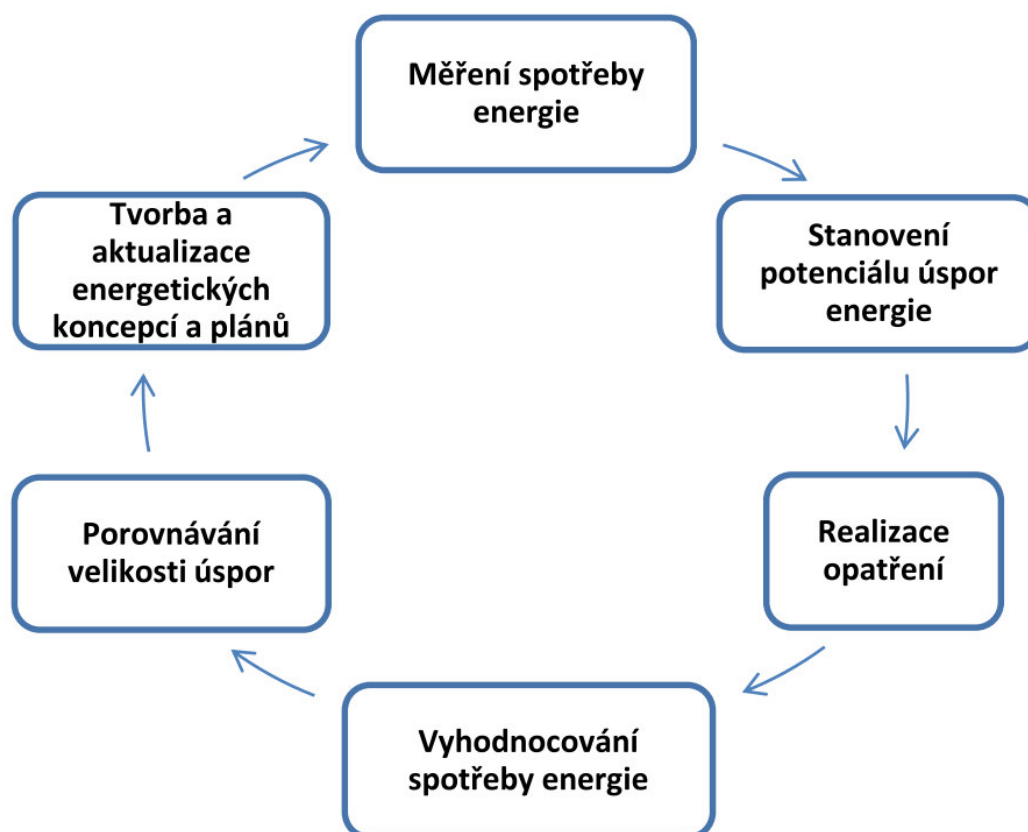 Měření spotřeby
energie
Stanovení
potenciálu úspor
energie
Realizace
opatření
Vyhodnocování
spotřeby energie
Porovnávání
velikosti úspor
Tvorba a
aktualizace
energetických
koncepcí a plánů